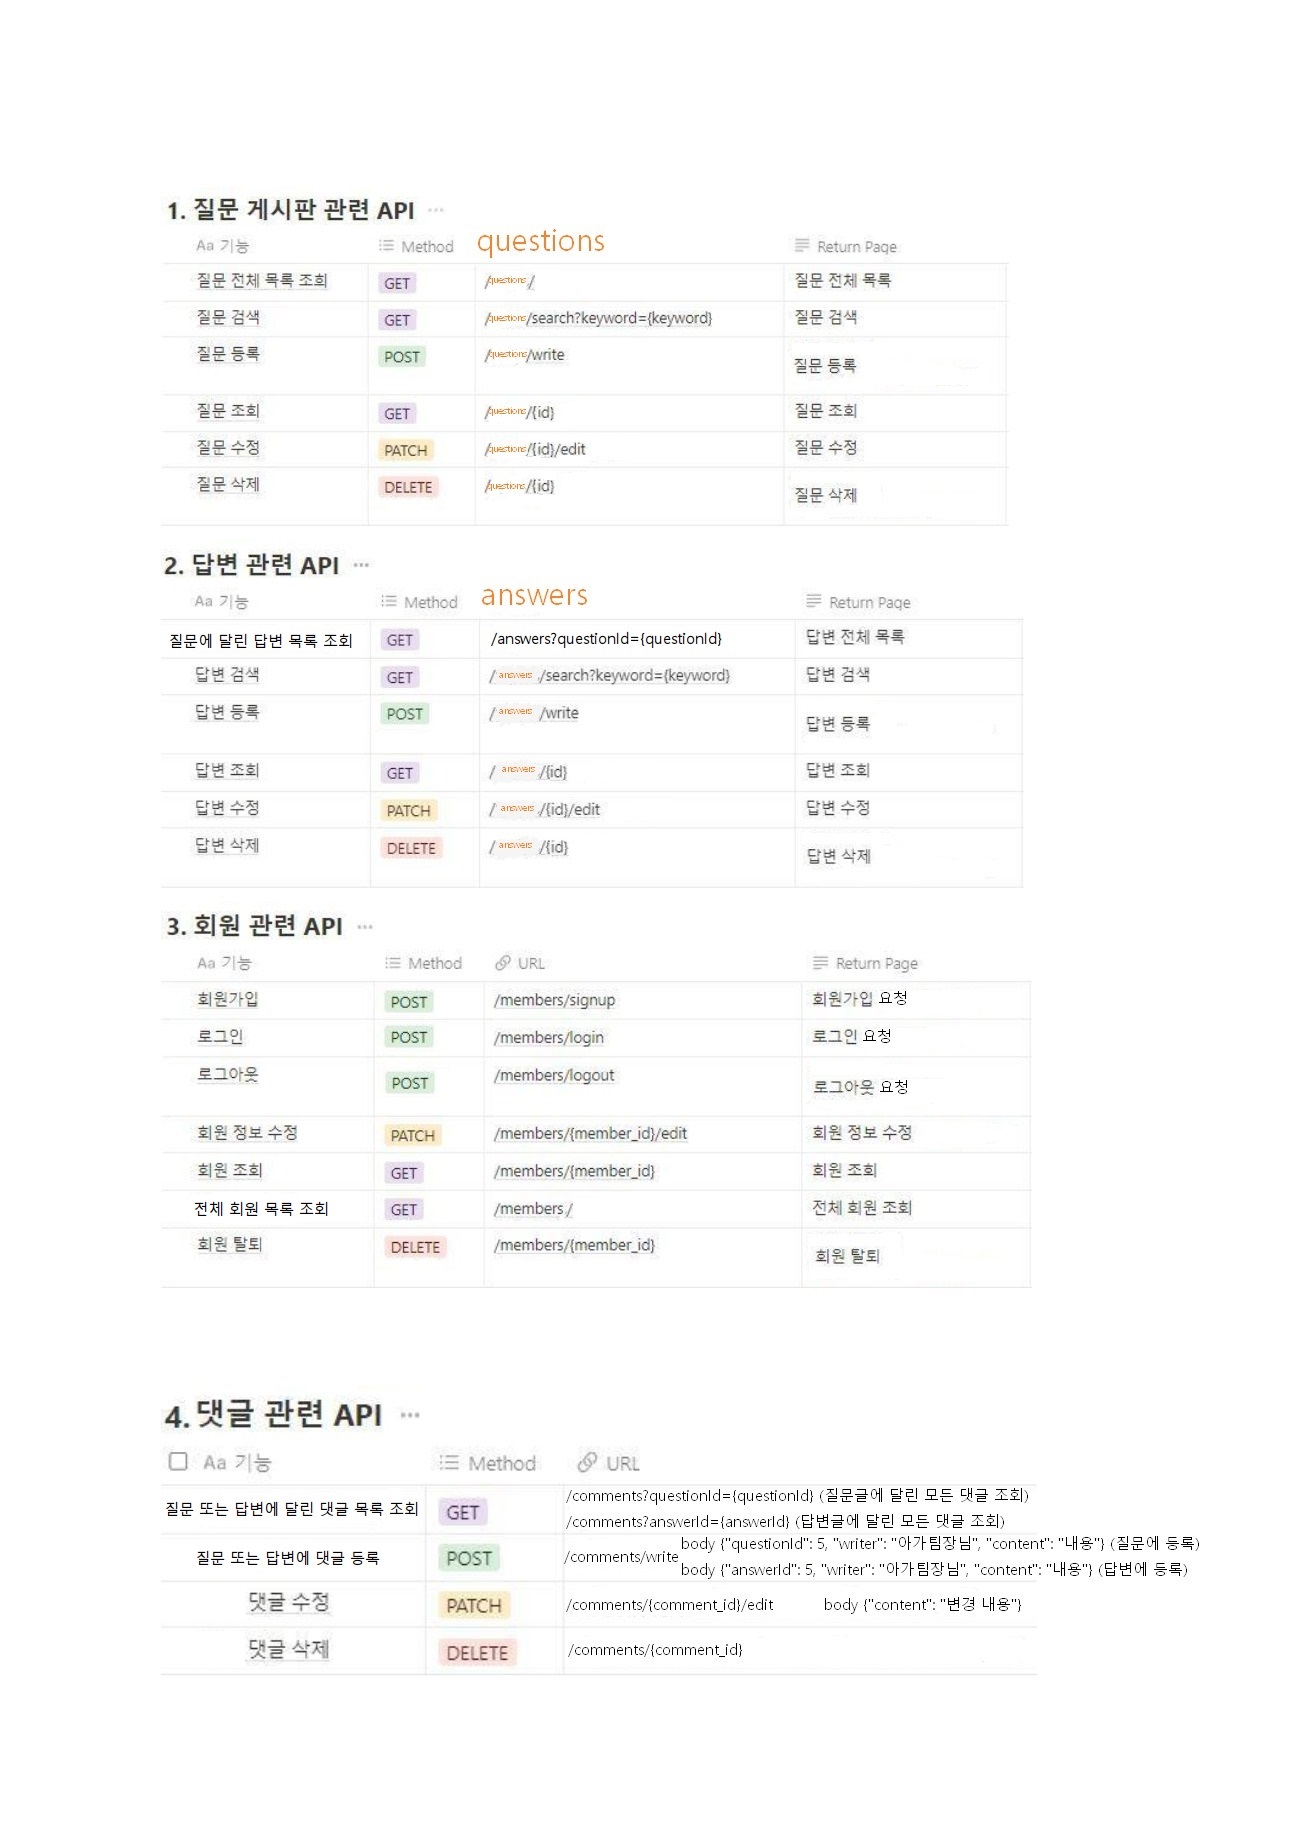 1. 질문 게시판 관련 API ...
Aa 기능 Method questions Return Page
질문 전체 목록 조회 GET /questions/ 질문 전체 목록
질문 검색 GET /questions/search?keyword={keyword} 질문 검색
질문 등록 POST /questions/write 질문 등록
질문 조회 GET /questions/{id} 질문 조회
질문 수정 PATCH /questions/{id}/edit 질문 수정
질문 삭제 DELETE /questions/{id} 질문 삭제
2. 답변 관련 API ...
Aa 기능 Method answers Return Page
질문에 달린 답변 목록 조회 GET /answers?questionId={questionId} 답변 전체 목록
답변 검색 GET / answers /search?keyword={keyword} 답변 검색
답변 등록 POST / answers /write 답변 등록
답변 조회 GET / answers /{id} 답변 조회
답변 수정 PATCH / answers /{id}/edit 답변 수정
답변 삭제 DELETE / answers /{id} 답변 삭제
3. 회원 관련 API ...
Aa 기능 Method URL Return Page
회원가입 POST /members/signup 회원가입 요청
로그인 POST /members/login 로그인 요청
로그아웃 POST /members/logout 로그아웃 요청
회원 정보 수정 PATCH /members/{member_id}/edit 회원 정보 수정
회원 조회 GET /members/{member_id} 회원 조회
전체 회원 목록 조회 GET /members/ 전체 회원 조회
회원 탈퇴 DELETE /members/{member_id} 회원 탈퇴
4. 댓글 관련 API ...
Aa 기능 Method URL
질문 또는 답변에 달린 댓글 목록 조회 GET /comments?questionId={questionId} (질문글에 달린 모든 댓글 조회)
/comments?answerId={answerId} (답변글에 달린 모든 댓글 조회)
질문 또는 답변에 댓글 등록 POST /comments/write body {"questionId": 5, "writer": "아가팀장님", "content": "내용"} (질문에 등록)
body {"answerId": 5, "writer": "아가팀장님", "content": "내용"} (답변에 등록)
댓글 수정 PATCH /comments/{comment_id}/edit body {"content": "변경 내용"}
댓글 삭제 DELETE /comments/{comment_id}